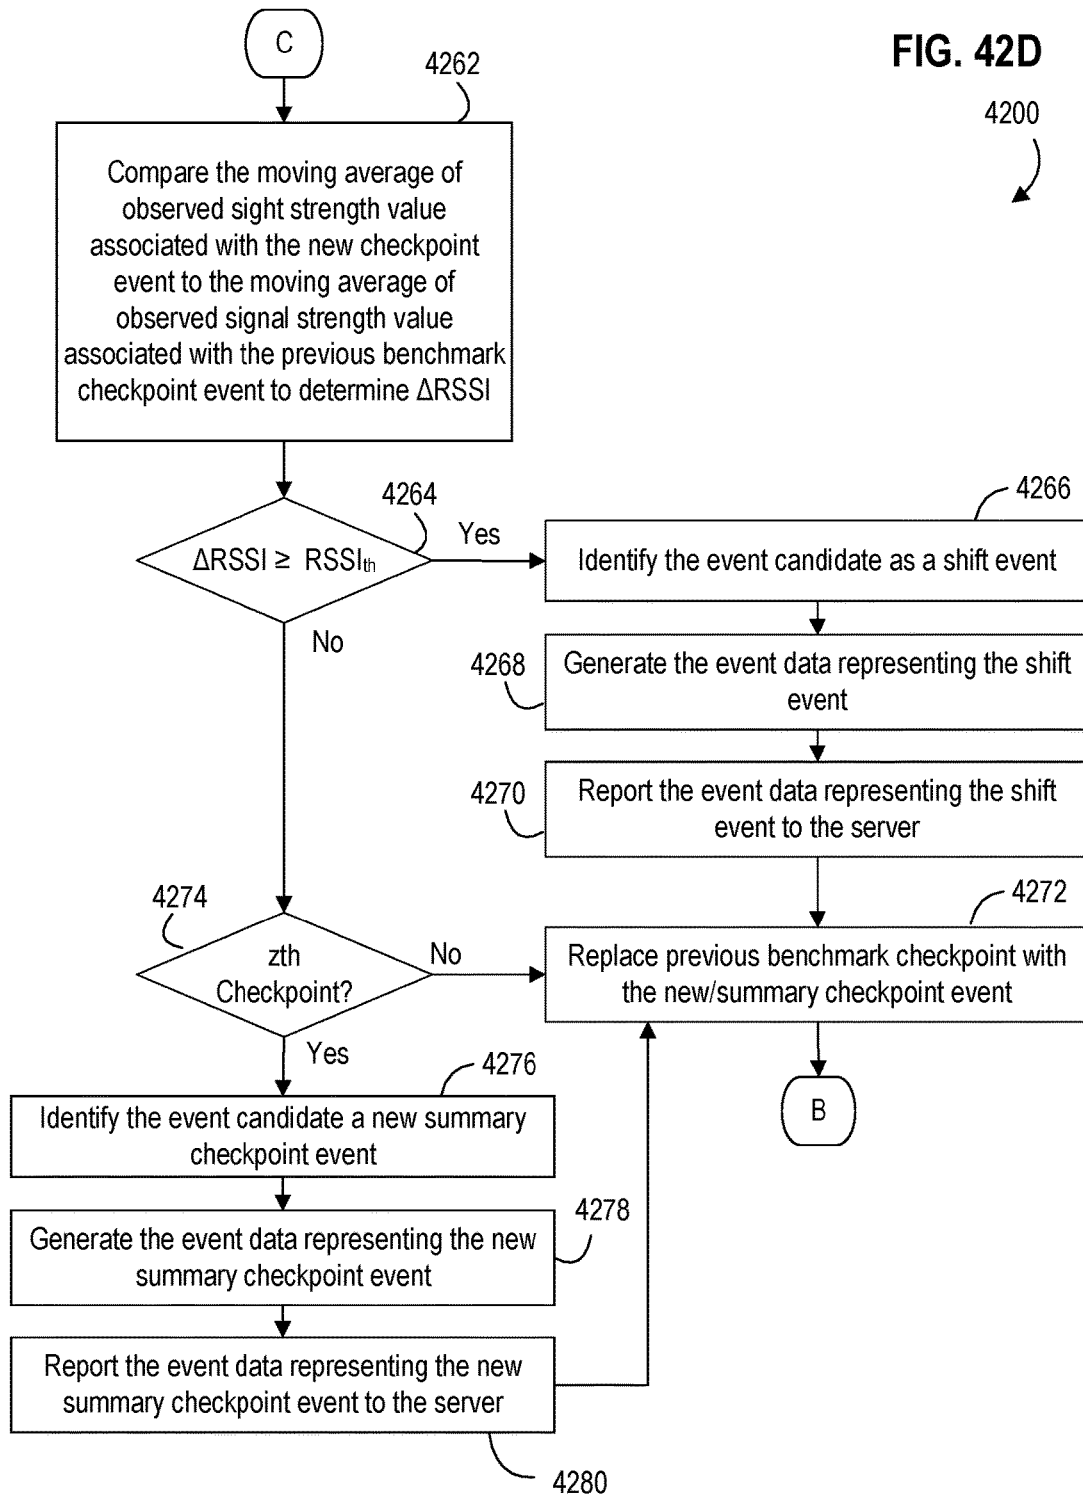 C
FIG. 42D
4262
4200
Compare the moving average of
observed sight strength value
associated with the new checkpoint
event to the moving average of
observed signal strength value
associated with the previous benchmark
checkpoint event to determine ΔRSSI
4264
ΔRSSI ≥ RSSIth
Yes
No
4266
Identify the event candidate as a shift event
4268
Generate the event data representing the shift
event
4270
Report the event data representing the shift
event to the server
4274
zth
Checkpoint?
No
Yes
4272
Replace previous benchmark checkpoint with
the new/summary checkpoint event
B
4276
Identify the event candidate a new summary
checkpoint event
4278
Generate the event data representing the new
summary checkpoint event
Report the event data representing the new
summary checkpoint event to the server
4280